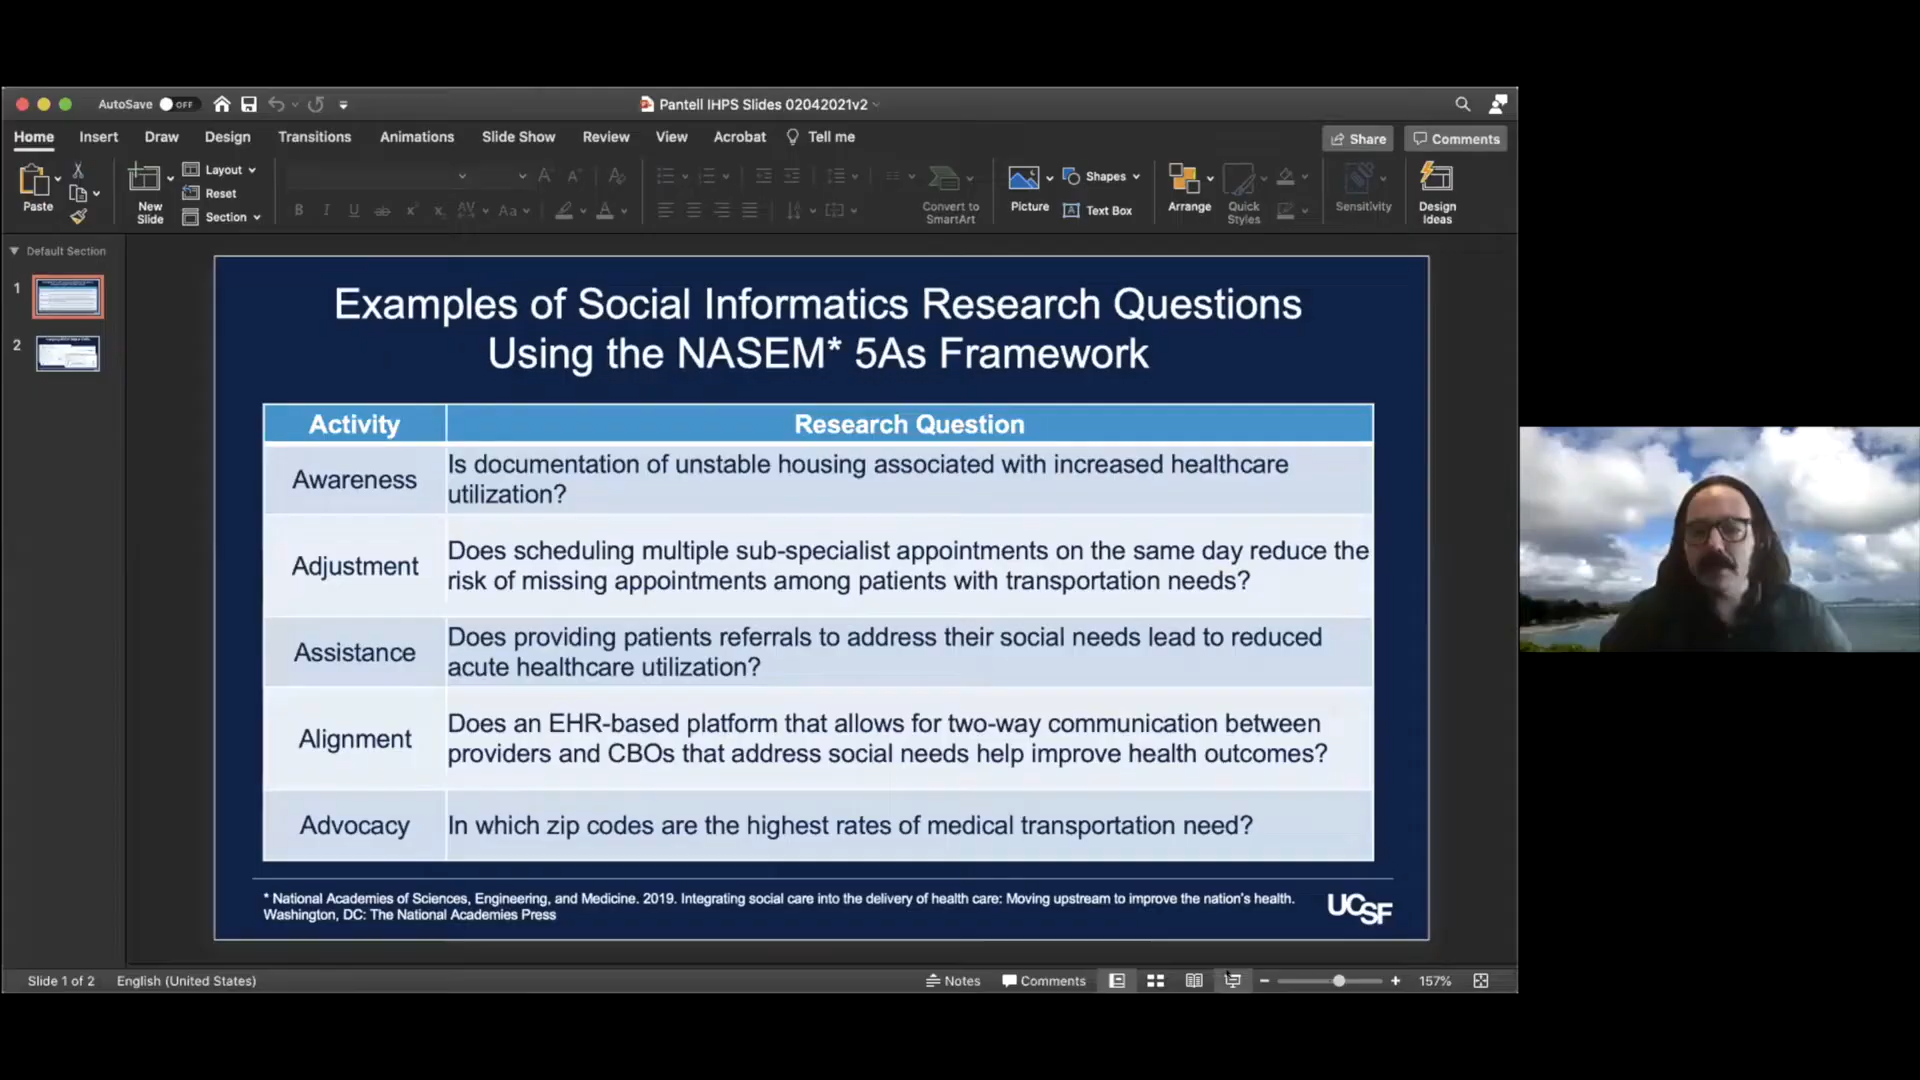 AutoSave OFF
Pantell IHPS Slides 02042021v2
Home Insert Draw Design Transitions Animations Slide Show Review View Acrobat Tell me
Share Comments
Paste
New Slide
Layout
Reset
Section
Convert to SmartArt
Picture
Shapes
Text Box
Arrange
Quick Styles
Sensitivity
Design Ideas
Default Section
1
2
Examples of Social Informatics Research Questions
Using the NASEM* 5As Framework
Activity Research Question
Awareness
Is documentation of unstable housing associated with increased healthcare
utilization?
Adjustment
Does scheduling multiple sub-specialist appointments on the same day reduce the
risk of missing appointments among patients with transportation needs?
Assistance
Does providing patients referrals to address their social needs lead to reduced
acute healthcare utilization?
Alignment
Does an EHR-based platform that allows for two-way communication between
providers and CBOs that address social needs help improve health outcomes?
Advocacy
In which zip codes are the highest rates of medical transportation need?
* National Academies of Sciences, Engineering, and Medicine. 2019. Integrating social care into the delivery of health care: Moving upstream to improve the nation's health.
Washington, DC: The National Academies Press
UCSF
Slide 1 of 2 English (United States) Notes Comments 157%